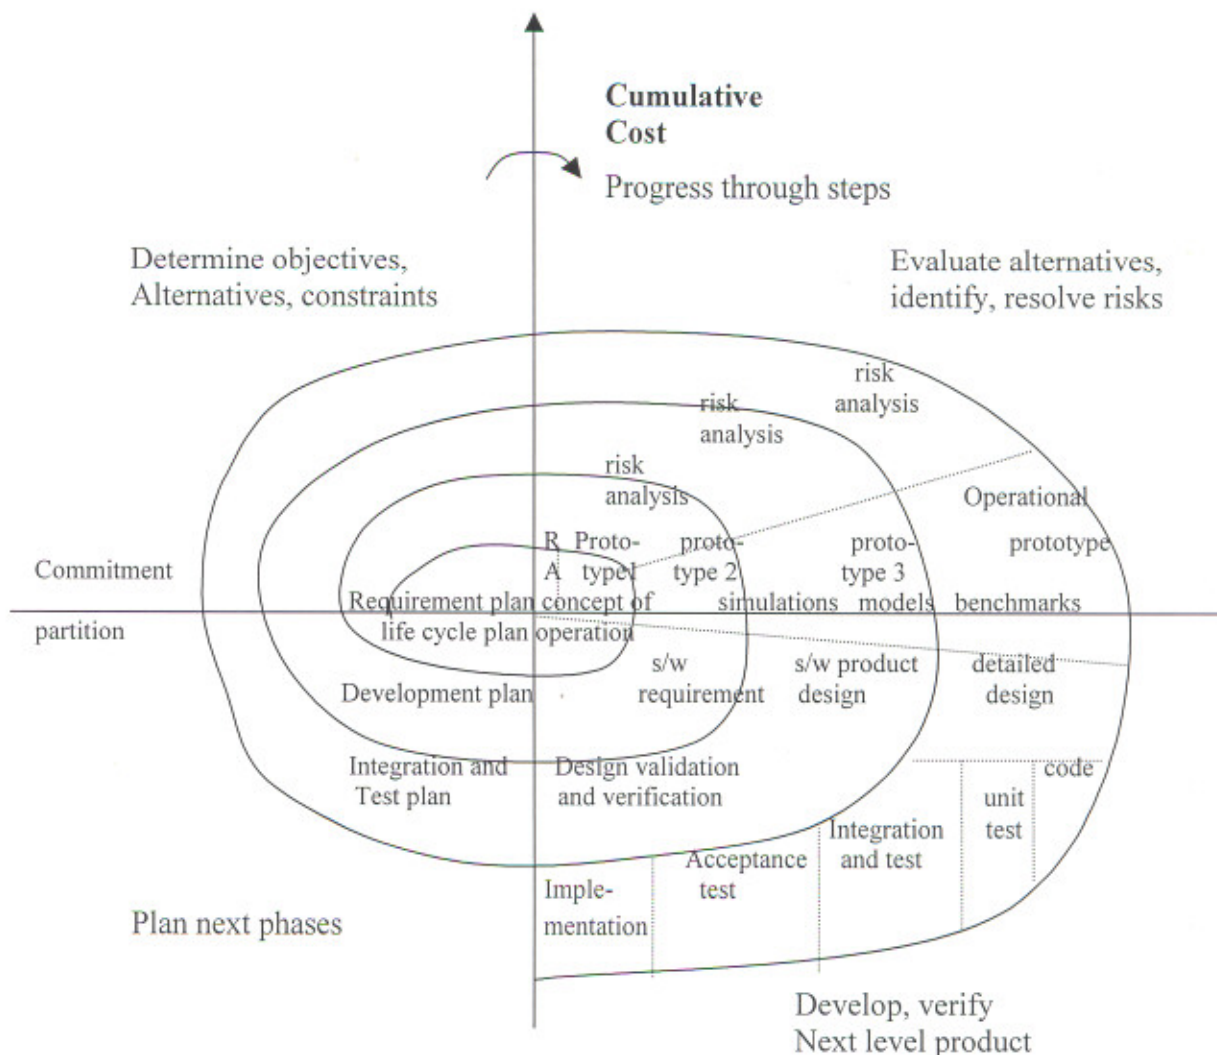 Cumulative
Cost
Progress through steps
Determine objectives,
Alternatives, constraints
Evaluate alternatives,
identify, resolve risks
risk
analysis
risk
analysis
risk
analysis
Operational
prototype
R
A
Proto-
type1
proto-
type 2
proto-
type 3
Commitment
partition
Requirement plan concept of
life cycle plan operation
simulations models benchmarks
s/w
requirement
s/w product
design
detailed
design
Development plan
Integration and
Test plan
Design validation
and verification
code
unit
test
Integration
and test
Acceptance
test
Imple-
mentation
Plan next phases
Develop, verify
Next level product